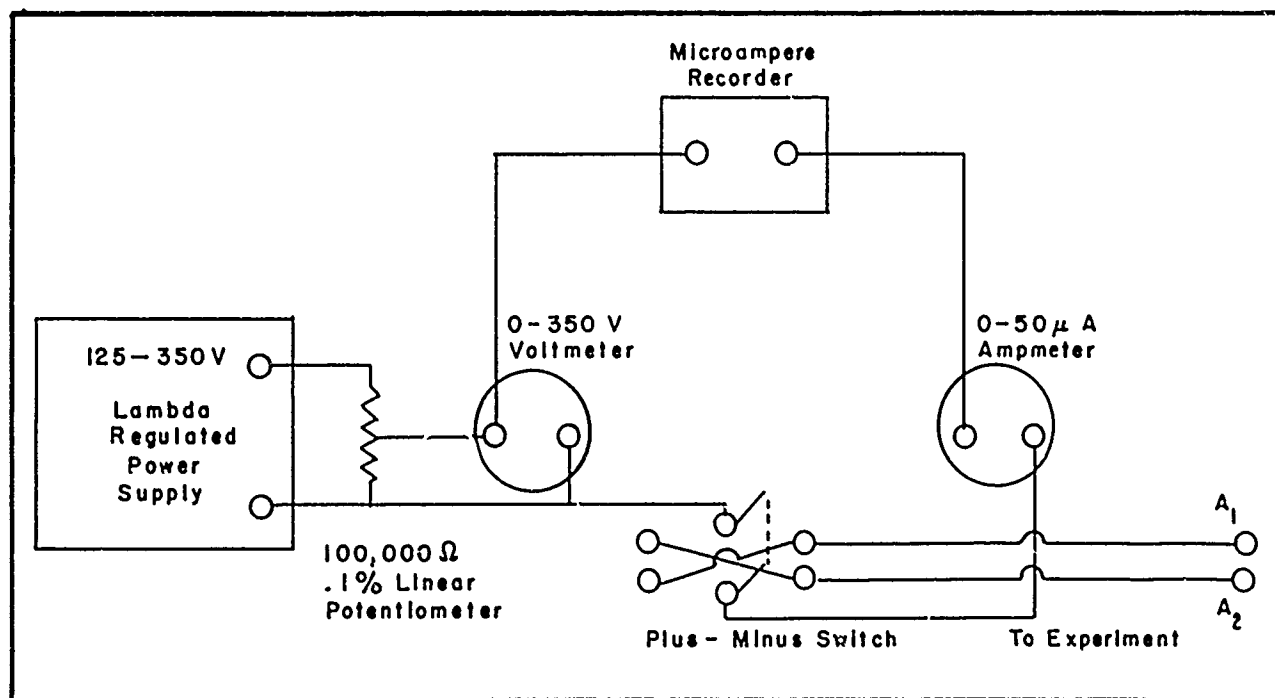 Microampere
Recorder
125-350V
Lambda
Regulated
Power
Supply
0-350 V
Voltmeter
0-50μ A
Ampmeter
100,000Ω
.1% Linear
Potentiometer
A1
A2
Plus-Minus Switch
To Experiment